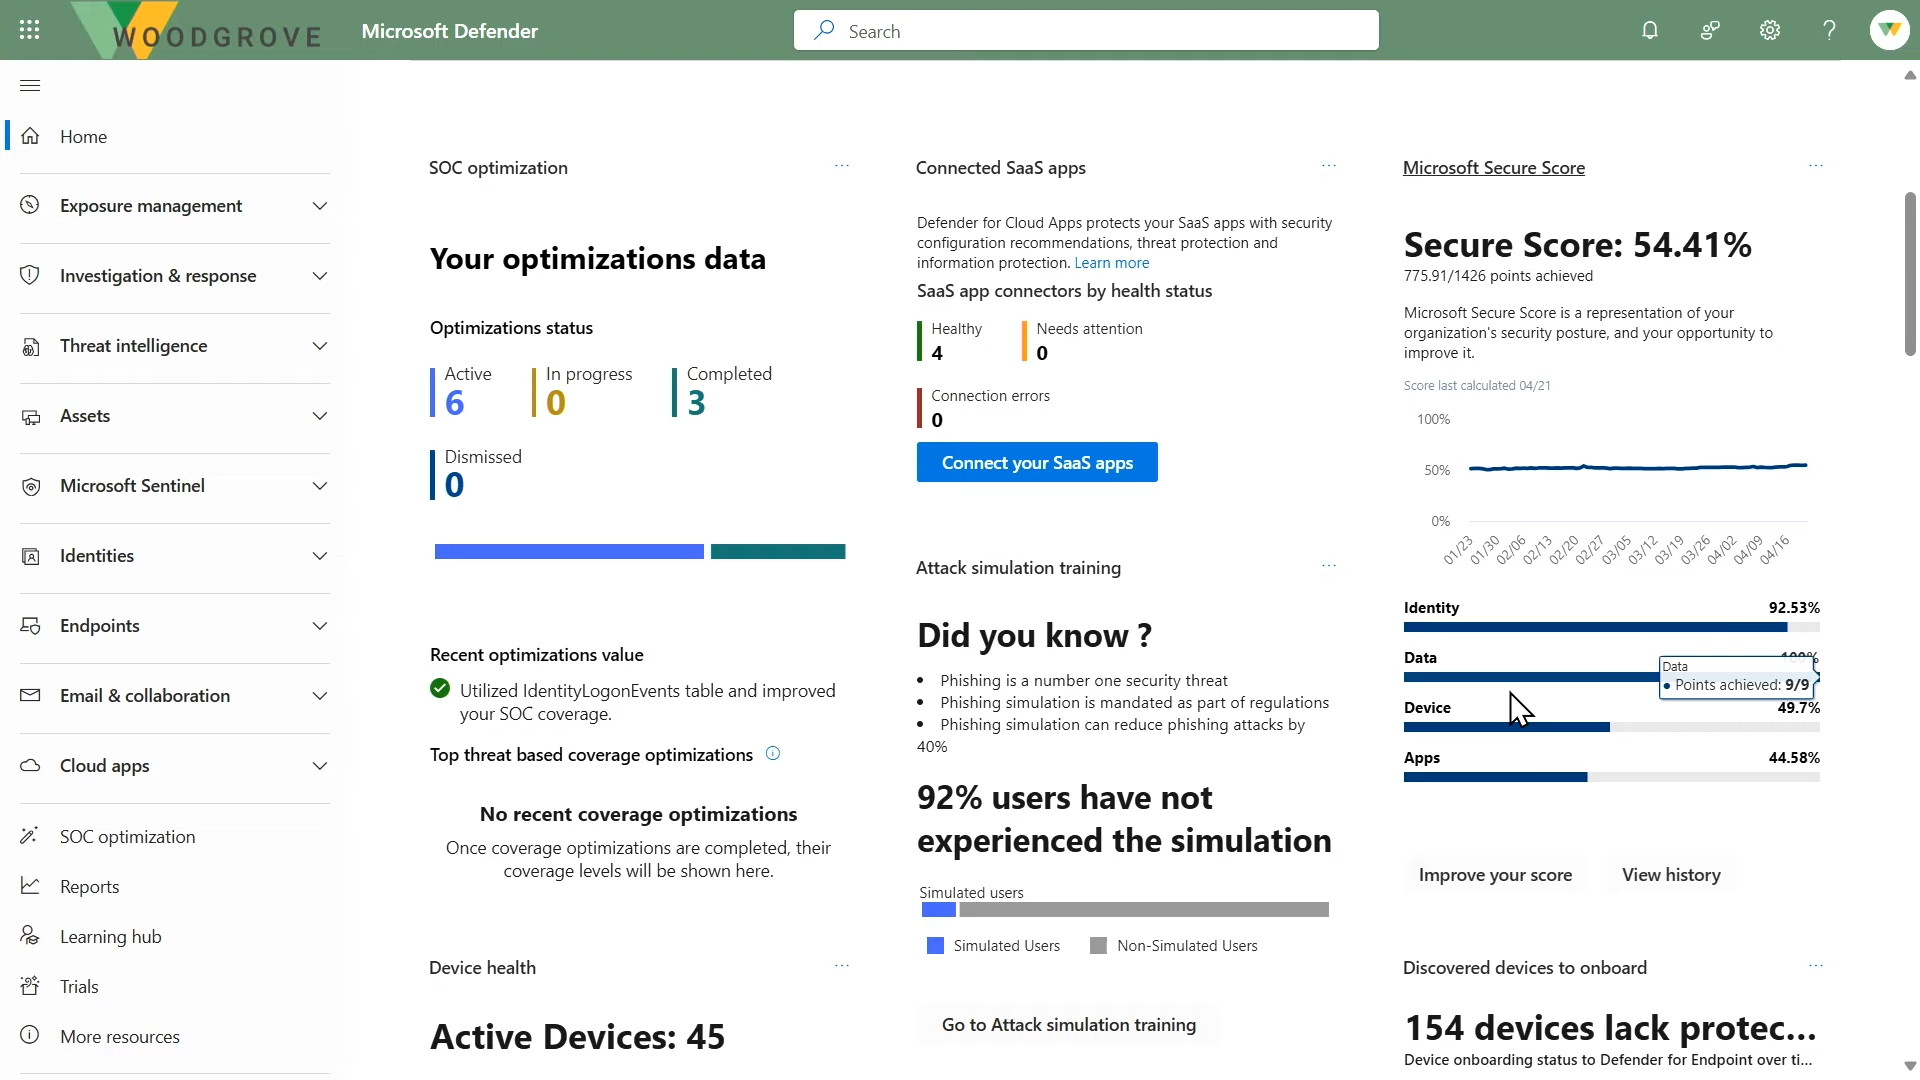 WOODGROVE
Microsoft Defender
Search
Home
Exposure management
Investigation & response
Threat intelligence
Assets
Microsoft Sentinel
Identities
Endpoints
Email & collaboration
Cloud apps
SOC optimization
Reports
Learning hub
Trials
More resources
SOC optimization
Your optimizations data
Optimizations status
Active
6
In progress
0
Completed
3
Dismissed
0
Recent optimizations value
Utilized IdentityLogonEvents table and improved
your SOC coverage.
Top threat based coverage optimizations
No recent coverage optimizations
Once coverage optimizations are completed, their
coverage levels will be shown here.
Device health
Active Devices: 45
Connected SaaS apps
Defender for Cloud Apps protects your SaaS apps with security
configuration recommendations, threat protection and
information protection. Learn more
SaaS app connectors by health status
Healthy
4
Needs attention
0
Connection errors
0
Connect your SaaS apps
Attack simulation training
Did you know ?
• Phishing is a number one security threat
• Phishing simulation is mandated as part of regulations
• Phishing simulation can reduce phishing attacks by
40%
92% users have not
experienced the simulation
Simulated users
Simulated Users
Non-Simulated Users
Go to Attack simulation training
Microsoft Secure Score
Secure Score: 54.41%
775.91/1426 points achieved
Microsoft Secure Score is a representation of your
organization's security posture, and your opportunity to
improve it.
Score last calculated 04/21
100%
50%
0%
01/23 01/30 02/06 02/13 02/20 02/27 03/05 03/12 03/19 03/26 04/02 04/09 04/16
Identity 92.53%
Data 100%
Data
• Points achieved: 9/9
Device 49.7%
Apps 44.58%
Improve your score
View history
Discovered devices to onboard
154 devices lack protec...
Device onboarding status to Defender for Endpoint over ti...